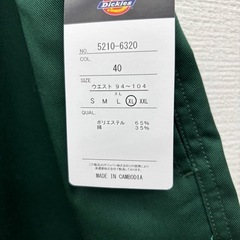 Dickies
NO. 5210-6320
COL.
40
SIZE
ウエスト 94～104
XL
S M L XL XXL
QUAL
ポリエステル 65%
綿 35%
MADE IN CAMBODIA